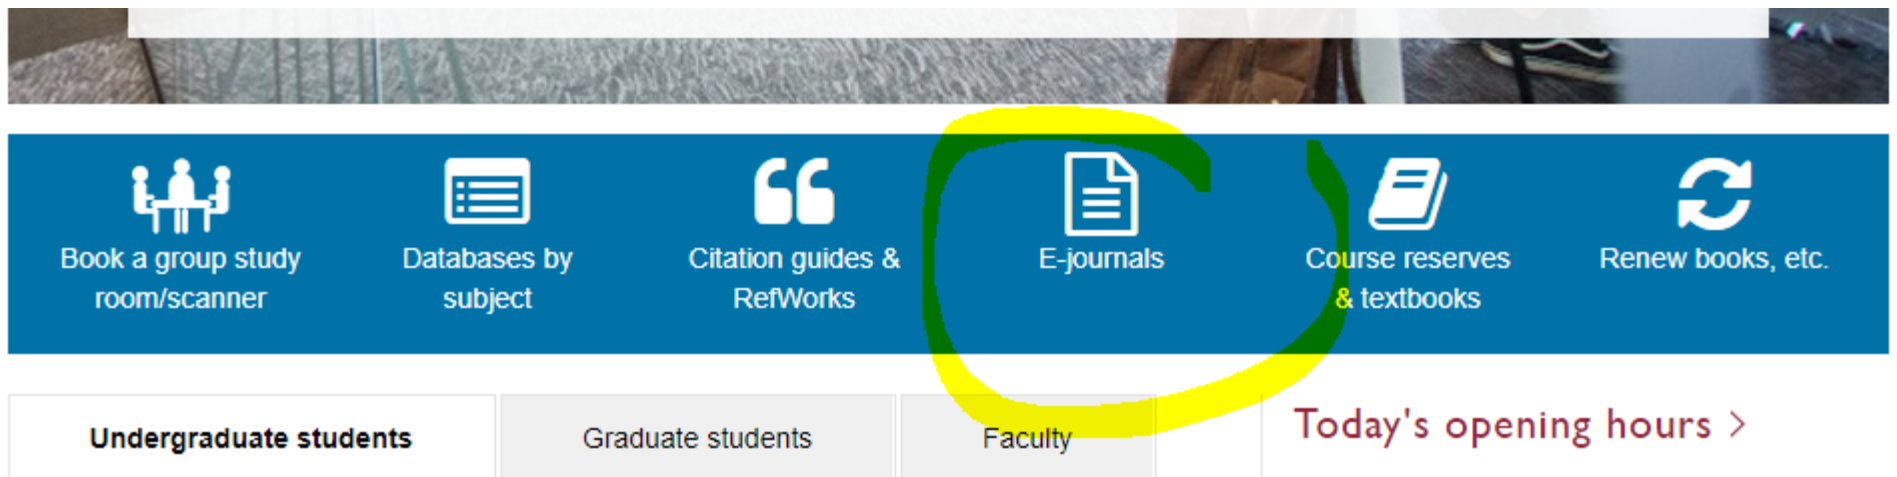 Book a group study
room/scanner
Databases by
subject
Citation guides &
RefWorks
E-journals
Course reserves
& textbooks
Renew books, etc.
Undergraduate students
Graduate students
Faculty
Today's opening hours >